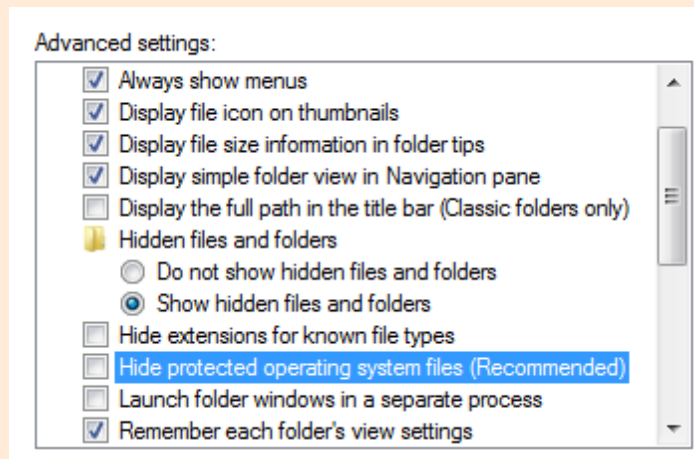 Advanced settings:
Always show menus
Display file icon on thumbnails
Display file size information in folder tips
Display simple folder view in Navigation pane
Display the full path in the title bar (Classic folders only)
Hidden files and folders
Do not show hidden files and folders
Show hidden files and folders
Hide extensions for known file types
Hide protected operating system files (Recommended)
Launch folder windows in a separate process
Remember each folder's view settings